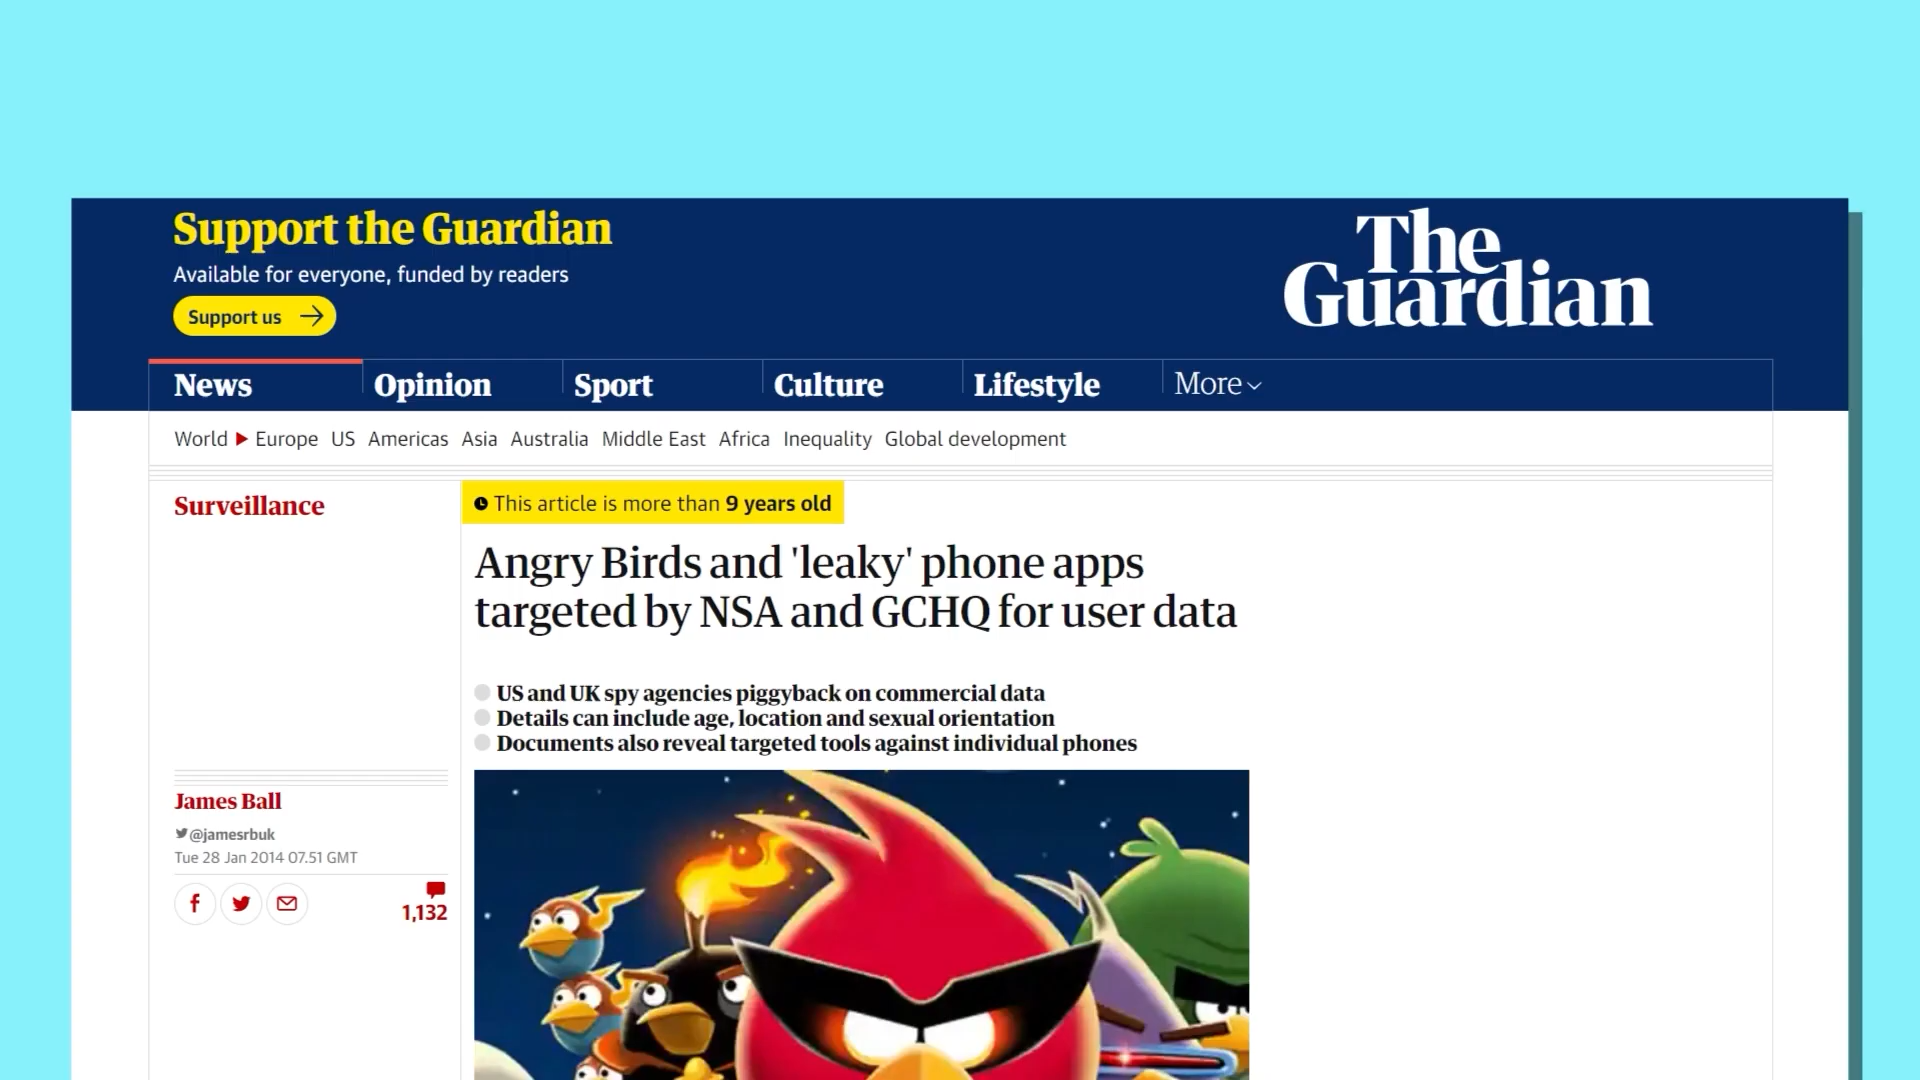 Support the Guardian
Available for everyone, funded by readers
Support us
The
Guardian
News
Opinion
Sport
Culture
Lifestyle
More
World
Europe
US
Americas
Asia
Australia
Middle East
Africa
Inequality
Global development
Surveillance
This article is more than 9 years old
Angry Birds and 'leaky' phone apps
targeted by NSA and GCHQ for user data
US and UK spy agencies piggyback on commercial data
Details can include age, location and sexual orientation
Documents also reveal targeted tools against individual phones
James Ball
@jamesrbuk
Tue 28 Jan 2014 07.51 GMT
1,132